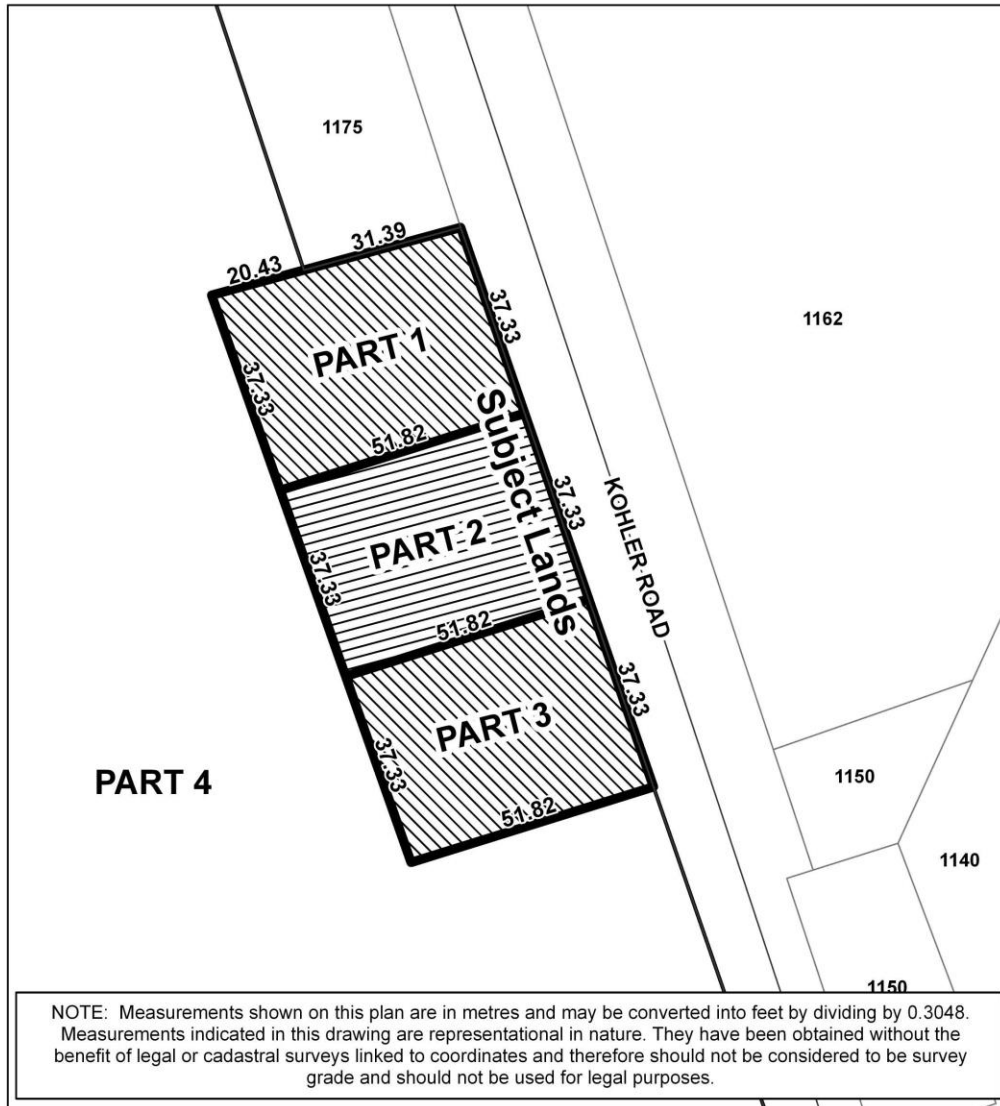 1175
31.39
20.43
37.33
1162
PART 1
37.33
51.82
Subject Lands
37.33
KOHLER ROAD
PART 2
37.33
51.82
37.33
PART 3
37.33
PART 4
1150
51.82
1140
1150
NOTE: Measurements shown on this plan are in metres and may be converted into feet by dividing by 0.3048.
Measurements indicated in this drawing are representational in nature. They have been obtained without the
benefit of legal or cadastral surveys linked to coordinates and therefore should not be considered to be survey
grade and should not be used for legal purposes.